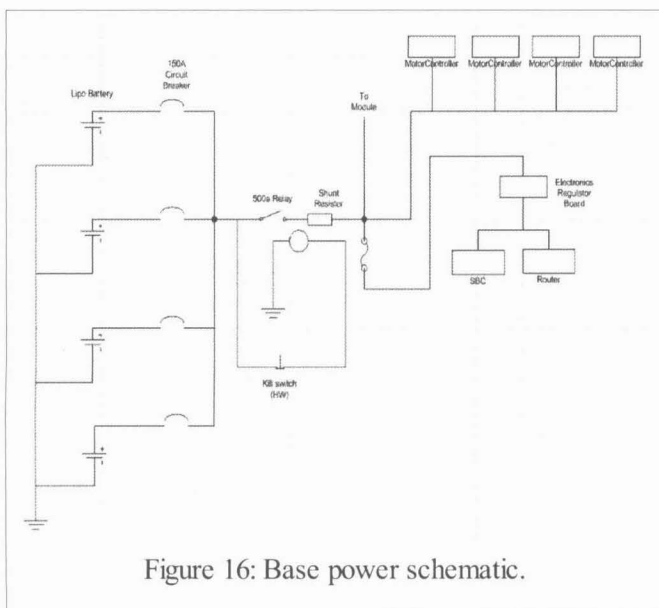 MotorController MotorController MotorController MotorController
150A
Circuit
Breaker
Lipo Battery
To
Module
500a Relay
Shunt
Resistor
Electronics
Regulator
Board
SBC
Router
Kill switch
(HW)
Figure 16: Base power schematic.